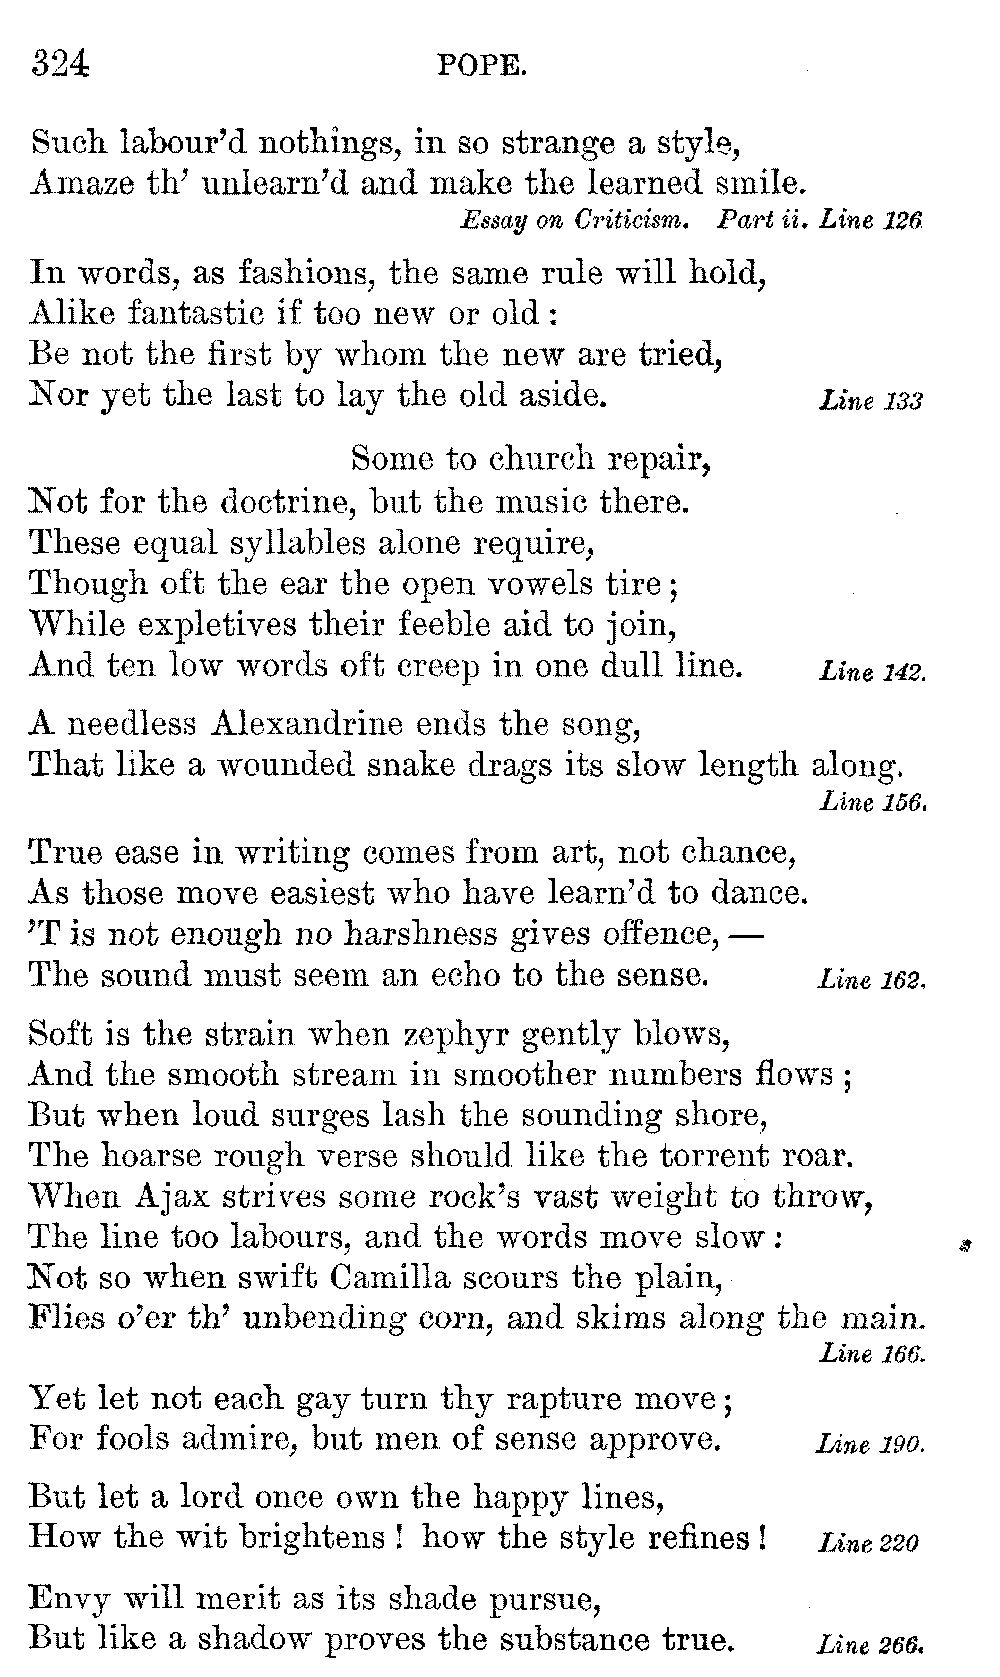 324 POPE.
Such labour'd nothings, in so strange a style,
Amaze th' unlearn'd and make the learned smile.
Essay on Criticism. Part ii. Line 126
In words, as fashions, the same rule will hold,
Alike fantastic if too new or old :
Be not the first by whom the new are tried,
Nor yet the last to lay the old aside. Line 133
Some to church repair,
Not for the doctrine, but the music there.
These equal syllables alone require,
Though oft the ear the open vowels tire ;
While expletives their feeble aid to join,
And ten low words oft creep in one dull line. Line 142.
A needless Alexandrine ends the song,
That like a wounded snake drags its slow length along.
Line 156.
True ease in writing comes from art, not chance,
As those move easiest who have learn'd to dance.
'T is not enough no harshness gives offence, —
The sound must seem an echo to the sense. Line 162.
Soft is the strain when zephyr gently blows,
And the smooth stream in smoother numbers flows ;
But when loud surges lash the sounding shore,
The hoarse rough verse should like the torrent roar.
When Ajax strives some rock's vast weight to throw,
The line too labours, and the words move slow :
Not so when swift Camilla scours the plain,
Flies o'er th' unbending corn, and skims along the main.
Line 166.
Yet let not each gay turn thy rapture move ;
For fools admire, but men of sense approve. Line 190.
But let a lord once own the happy lines,
How the wit brightens ! how the style refines ! Line 220
Envy will merit as its shade pursue,
But like a shadow proves the substance true. Line 266.